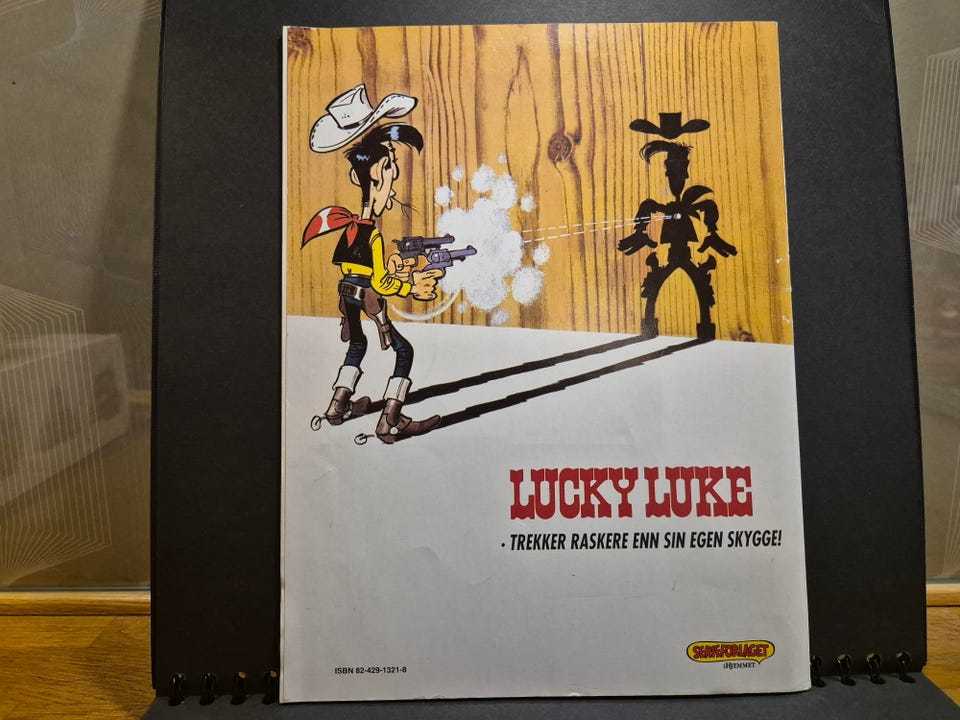 LUCKY LUKE
- TREKKER RASKERE ENN SIN EGEN SKYGGE!
SERIEFORLAGET
HJEMMET
ISBN 82-429-1321-8